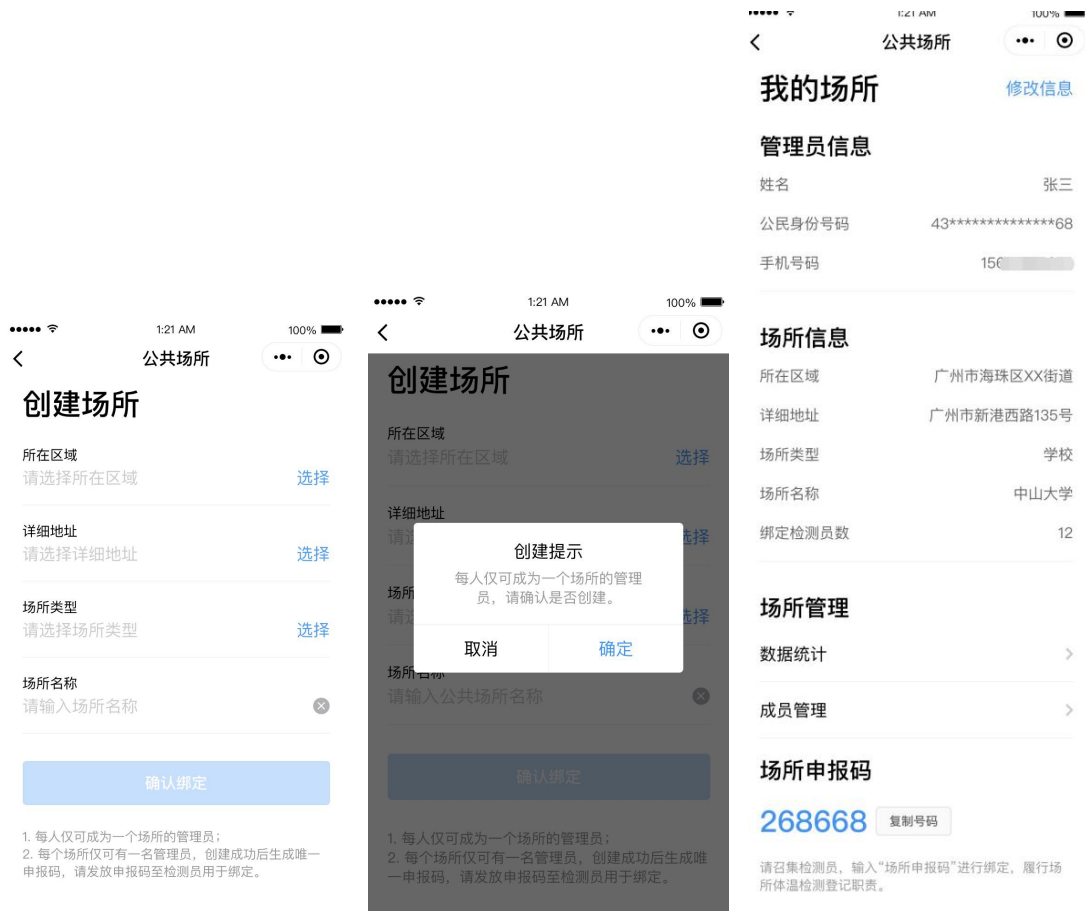 1:21 AM
100%
公共场所
创建场所
所在区域
请选择所在区域
选择
详细地址
请选择详细地址
选择
场所类型
请选择场所类型
选择
场所名称
请输入场所名称
确认绑定
1. 每人仅可成为一个场所的管理员；
2. 每个场所仅可有一名管理员，创建成功后生成唯一
申报码，请发放申报码至检测员用于绑定。
1:21 AM
100%
公共场所
创建场所
所在区域
请选择所在区域
选择
详细地址
选择
创建提示
每人仅可成为一个场所的管理
员，请确认是否创建。
取消
确定
场所
选择
场所名称
请输入公共场所名称
确认绑定
1. 每人仅可成为一个场所的管理员；
2. 每个场所仅可有一名管理员，创建成功后生成唯
一申报码，请发放申报码至检测员用于绑定。
1:21 AM
100%
公共场所
我的场所
修改信息
管理员信息
姓名
张三
公民身份号码
43**************68
手机号码
156
场所信息
所在区域
广州市海珠区XX街道
详细地址
广州市新港西路135号
场所类型
学校
场所名称
中山大学
绑定检测员数
12
场所管理
数据统计
成员管理
场所申报码
268668
复制号码
请召集检测员，输入“场所申报码”进行绑定，履行场
所体温检测登记职责。